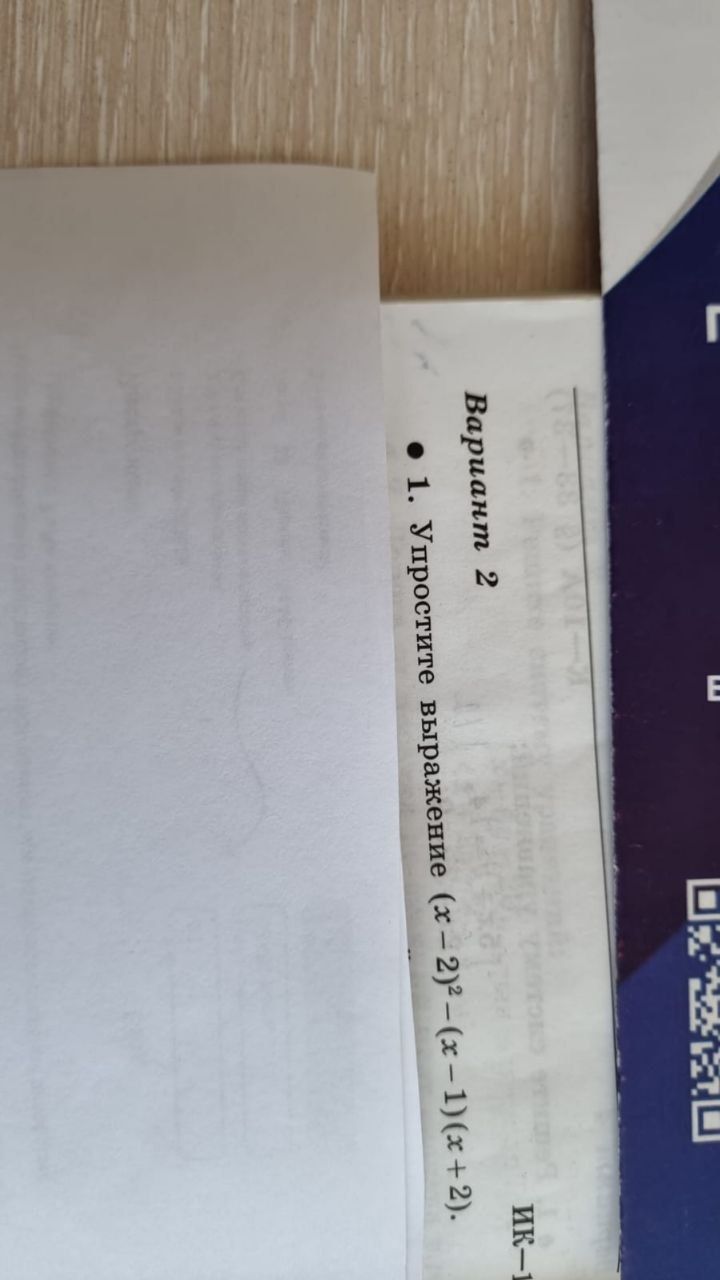 ИК—1
Вариант 2
● 1. Упростите выражение (x − 2)² − (x − 1)(x + 2).